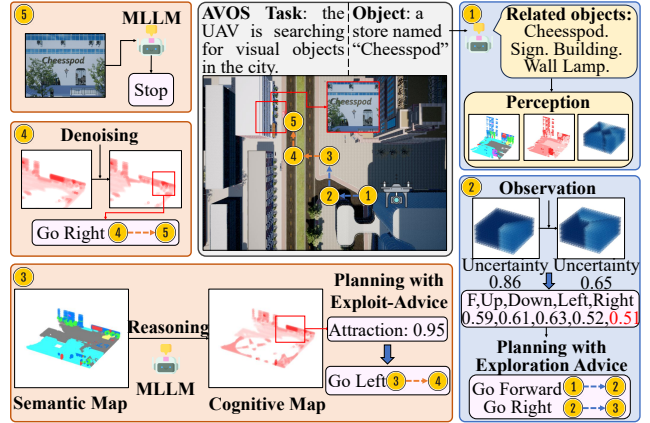 5
MLLM
Cheesspod
Stop
4
Denoising
Go Right 4 5
AVOS Task: the
UAV is searching
for visual objects
in the city.
Object: a
store named
“Cheesspod”
Cheesspod
5
4
3
2
1
1
Related objects:
Cheesspod.
Sign. Building.
Wall Lamp.
Perception
2
Observation
Uncertainty
0.86
Uncertainty
0.65
F,Up,Down,Left,Right
0.59,0.61,0.63,0.52,0.51
Planning with
Exploration Advice
Go Forward 1 2
Go Right 2 3
3
Reasoning
MLLM
Semantic Map
Cognitive Map
Planning with
Exploit-Advice
Attraction: 0.95
Go Left 3 4